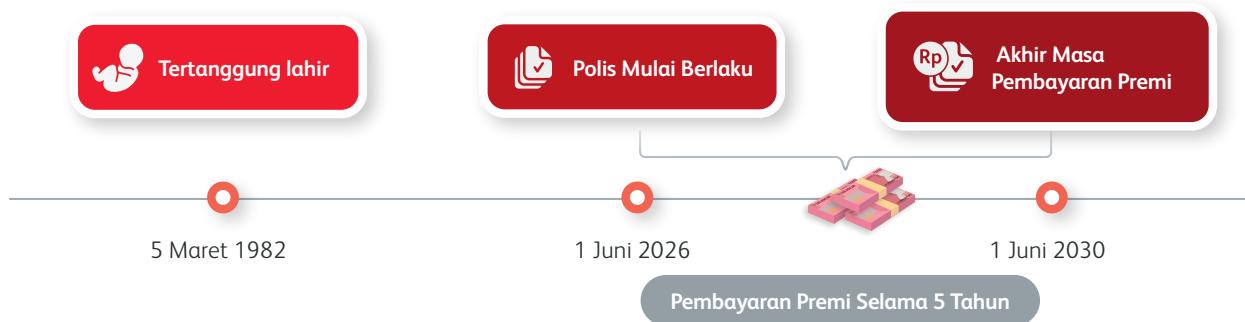 Tertanggung lahir
Polis Mulai Berlaku
Rp
Akhir Masa
Pembayaran Premi
5 Maret 1982
1 Juni 2026
1 Juni 2030
Pembayaran Premi Selama 5 Tahun